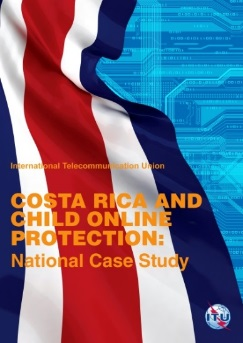 International Telecommunication Union
COSTA RICA AND
CHILD ONLINE
PROTECTION:
National Case Study
ITU